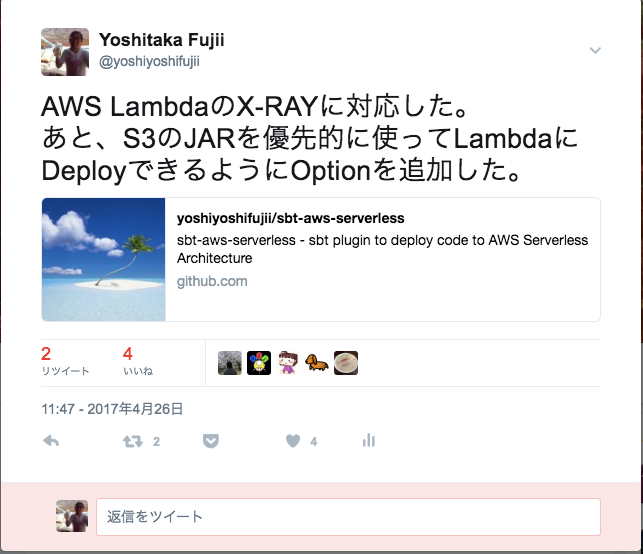 Yoshitaka Fujii
@yoshiyoshifujii
AWS LambdaのX-RAYに対応した。
あと、S3のJARを優先的に使ってLambdaに
DeployできるようにOptionを追加した。
yoshiyoshifujii/sbt-aws-serverless
sbt-aws-serverless - sbt plugin to deploy code to AWS Serverless
Architecture
github.com
2 4
リツイート いいね
11:47 - 2017年4月26日
2 4
返信をツイート